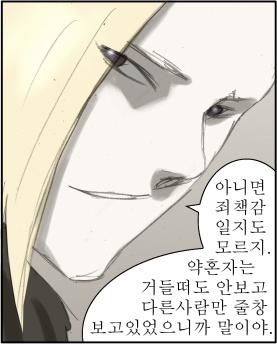 아니면
죄책감
일지도
모르지.
약혼자는
거들떠도 안보고
다른사람만 줄창
보고있었으니까 말이야.